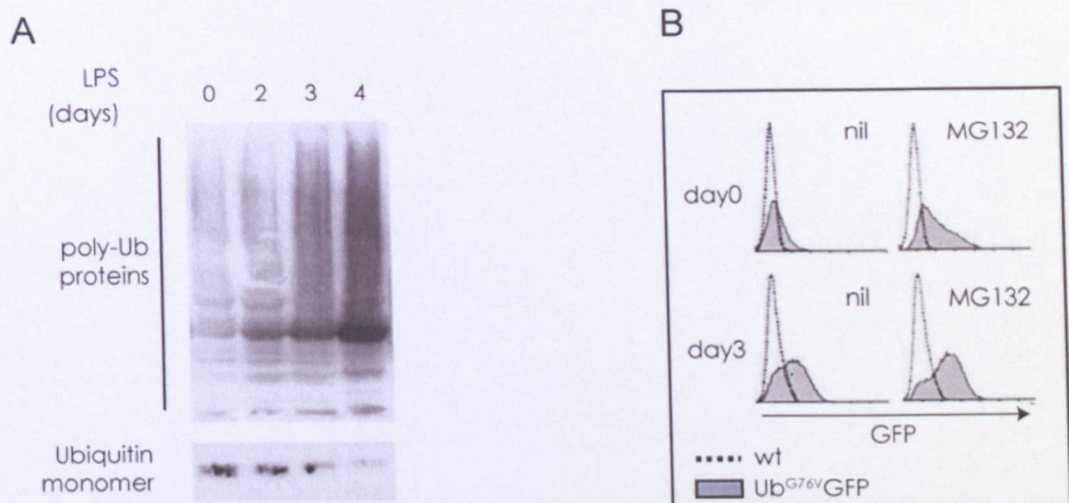 A
LPS
(days)
0 2 3 4
poly-Ub
proteins
Ubiquitin
monomer
B
nil
MG132
day0
nil
MG132
day3
GFP
wt
Ub^G76V GFP